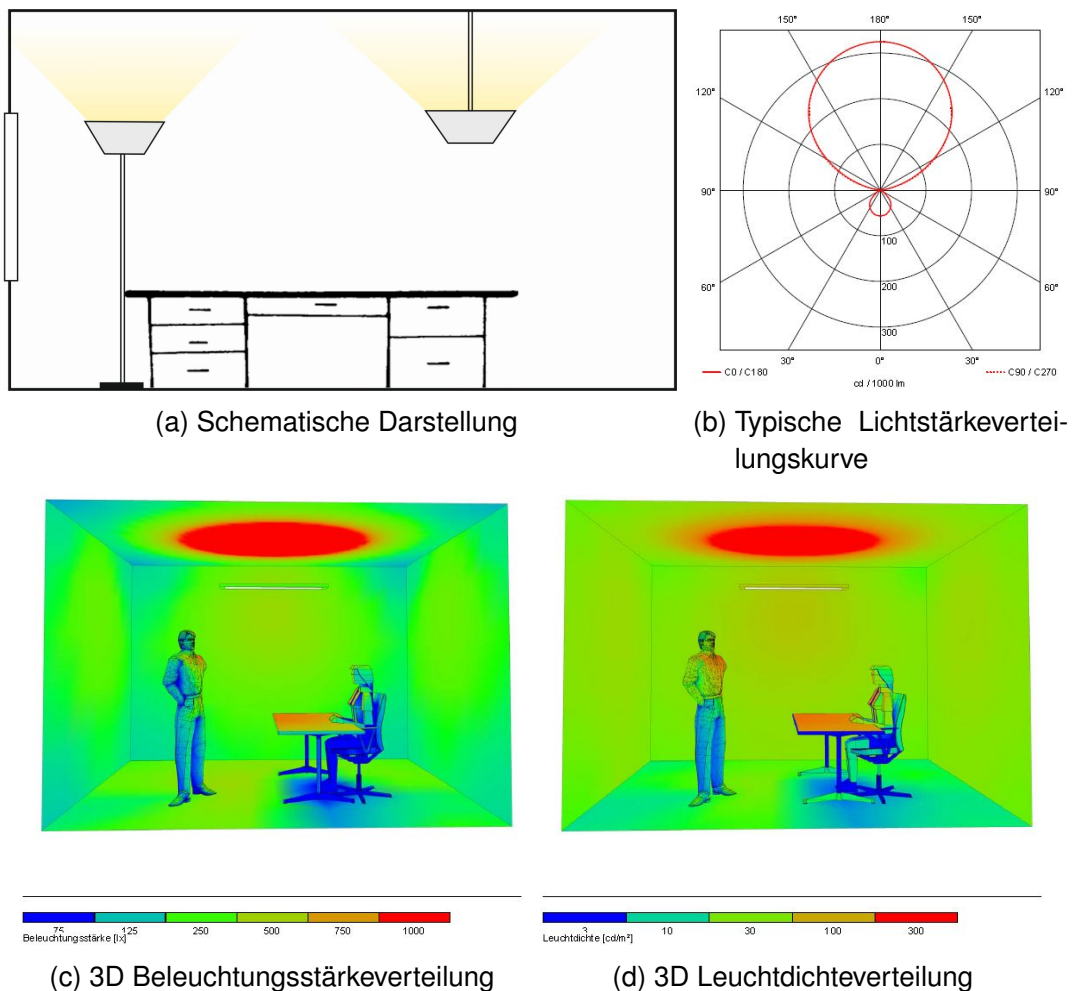 150° 180° 150°
120° 120°
90° 90°
100
60° 200 60°
300
30° 0° 30°
C0 / C180 C90 / C270
cd / 1000 lm
(a) Schematische Darstellung
(b) Typische Lichtstärkevertei-
lungskurve
75 125 250 500 750 1000
Beleuchtungsstärke [lx]
3 10 30 100 300
Leuchtdichte [cd/m²]
(c) 3D Beleuchtungsstärkeverteilung
(d) 3D Leuchtdichteverteilung